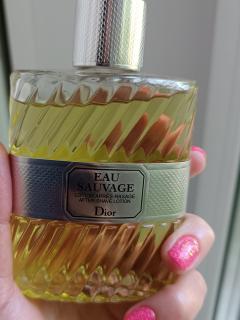 EAU
SAUVAGE
LOTION APRÈS-RASAGE
AFTER-SHAVE LOTION
Dior